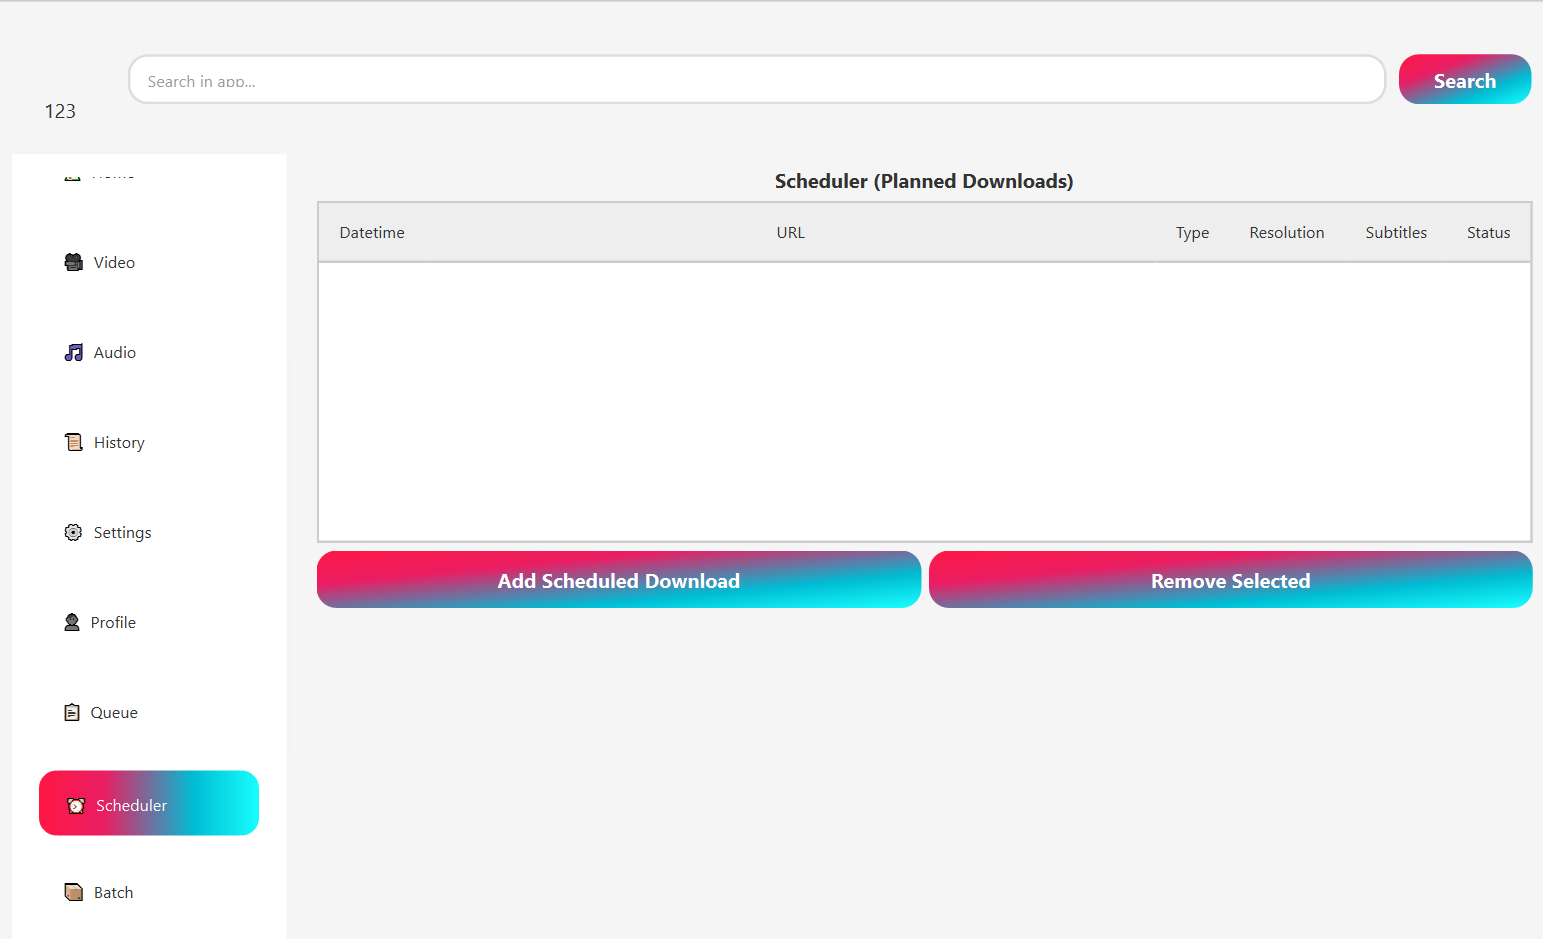 Search in app...
Search
123
Scheduler (Planned Downloads)
Datetime URL Type Resolution Subtitles Status
Video
Audio
History
Settings
Add Scheduled Download Remove Selected
Profile
Queue
Scheduler
Batch